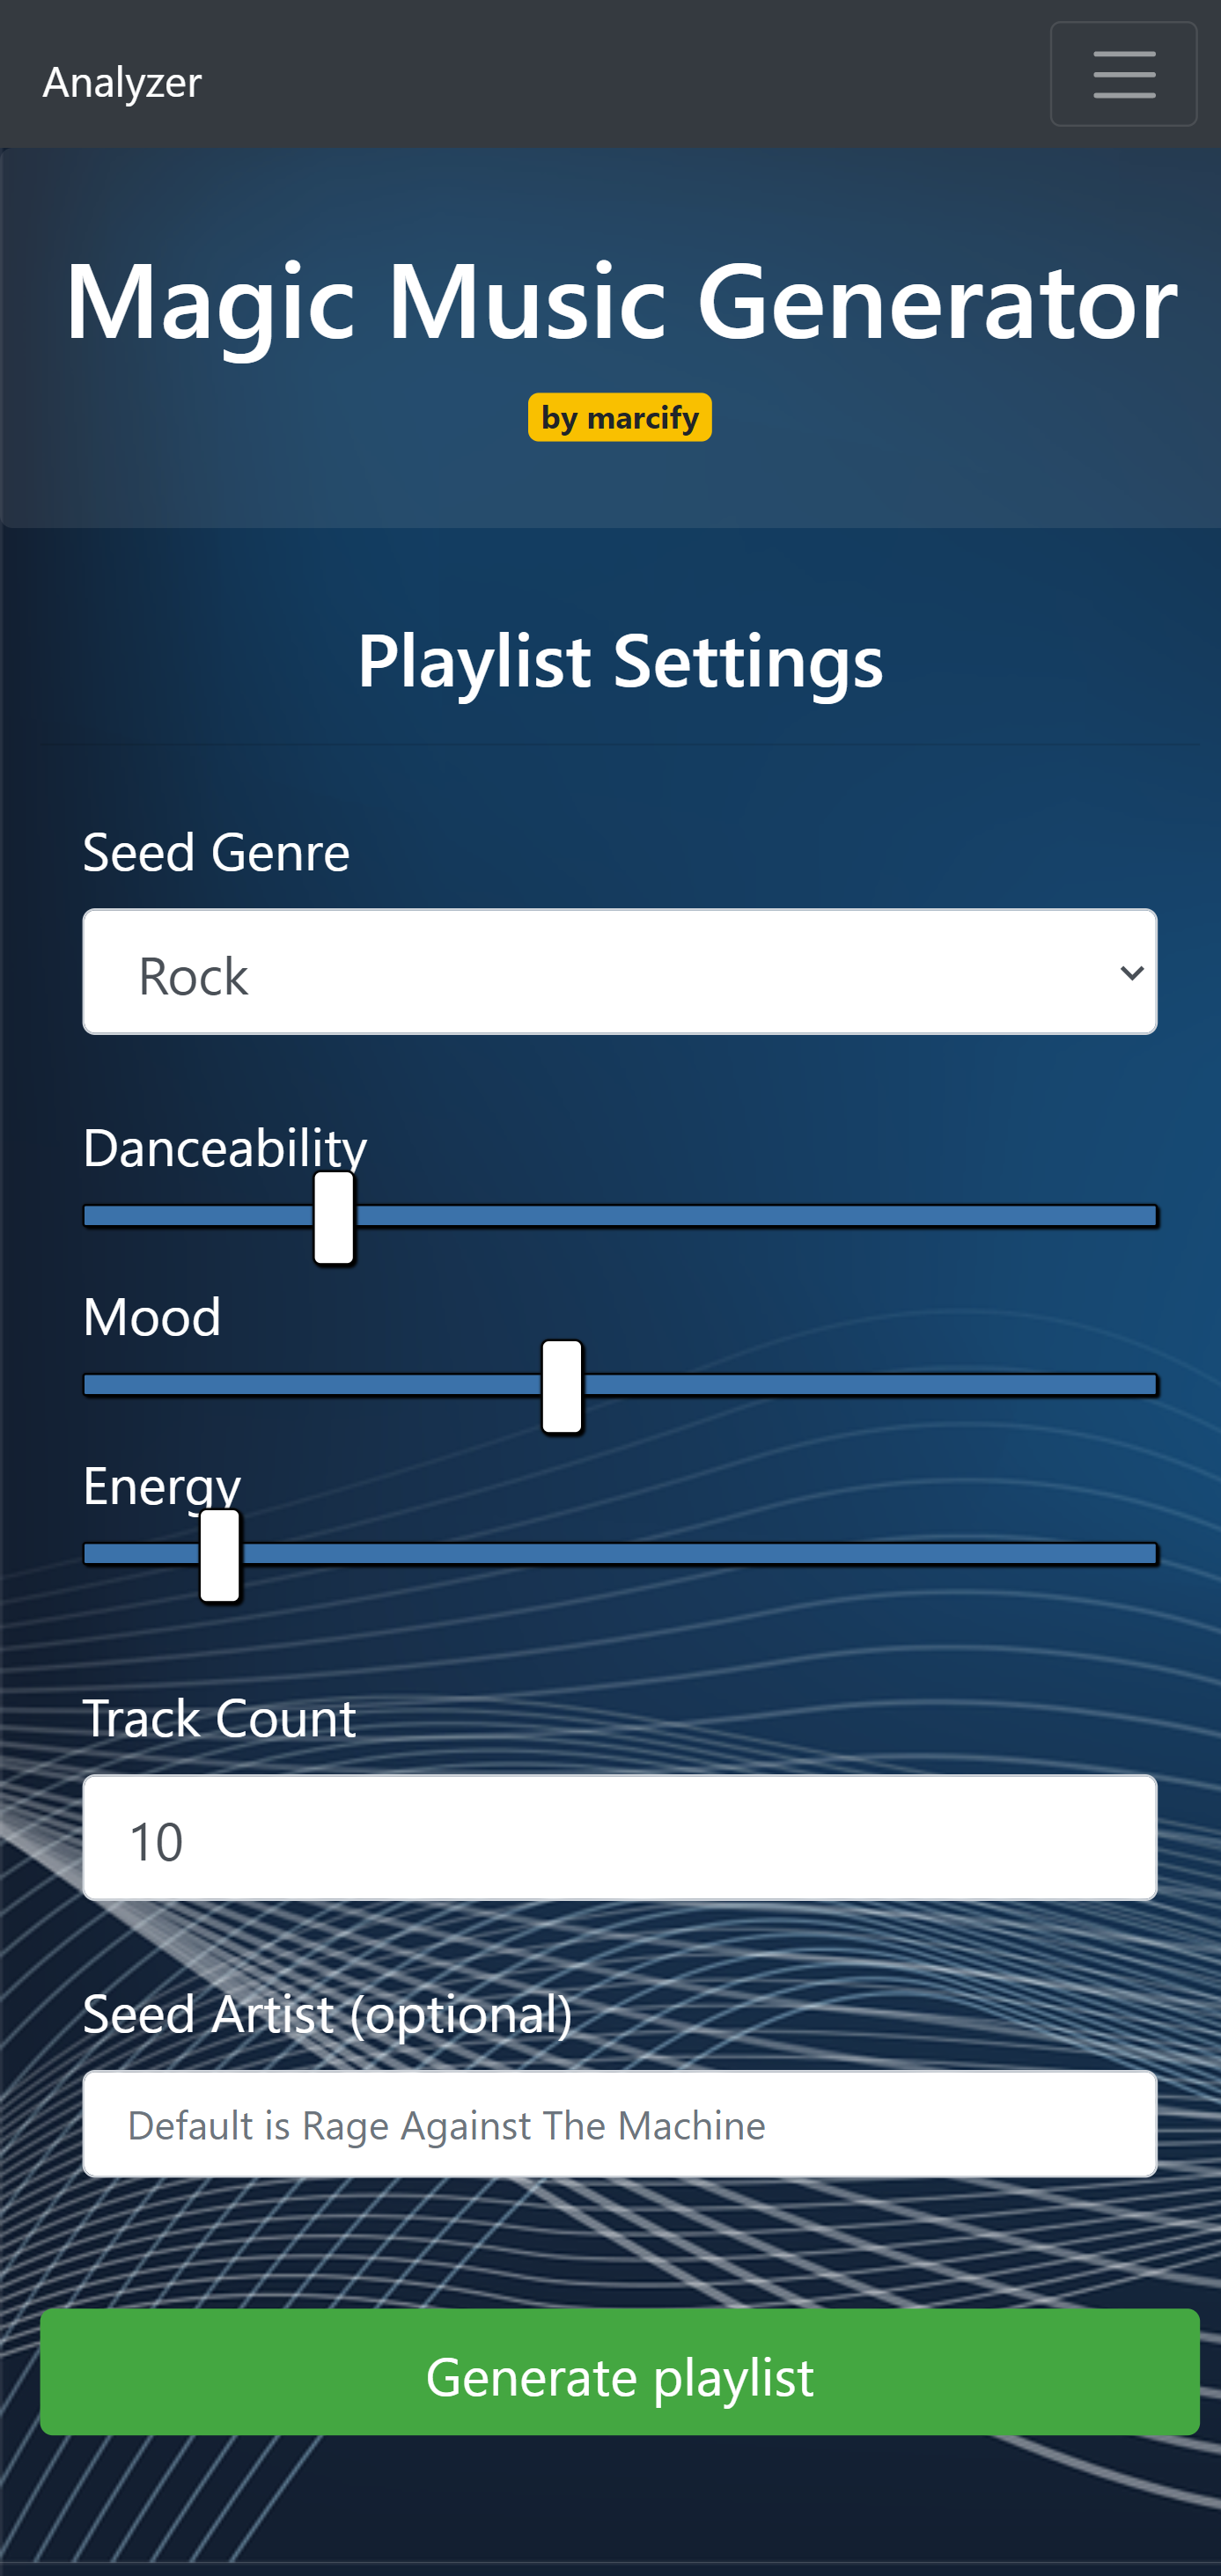 Analyzer
Magic Music Generator
by marcify
Playlist Settings
Seed Genre
Rock
Danceability
Mood
Energy
Track Count
10
Seed Artist (optional)
Default is Rage Against The Machine
Generate playlist